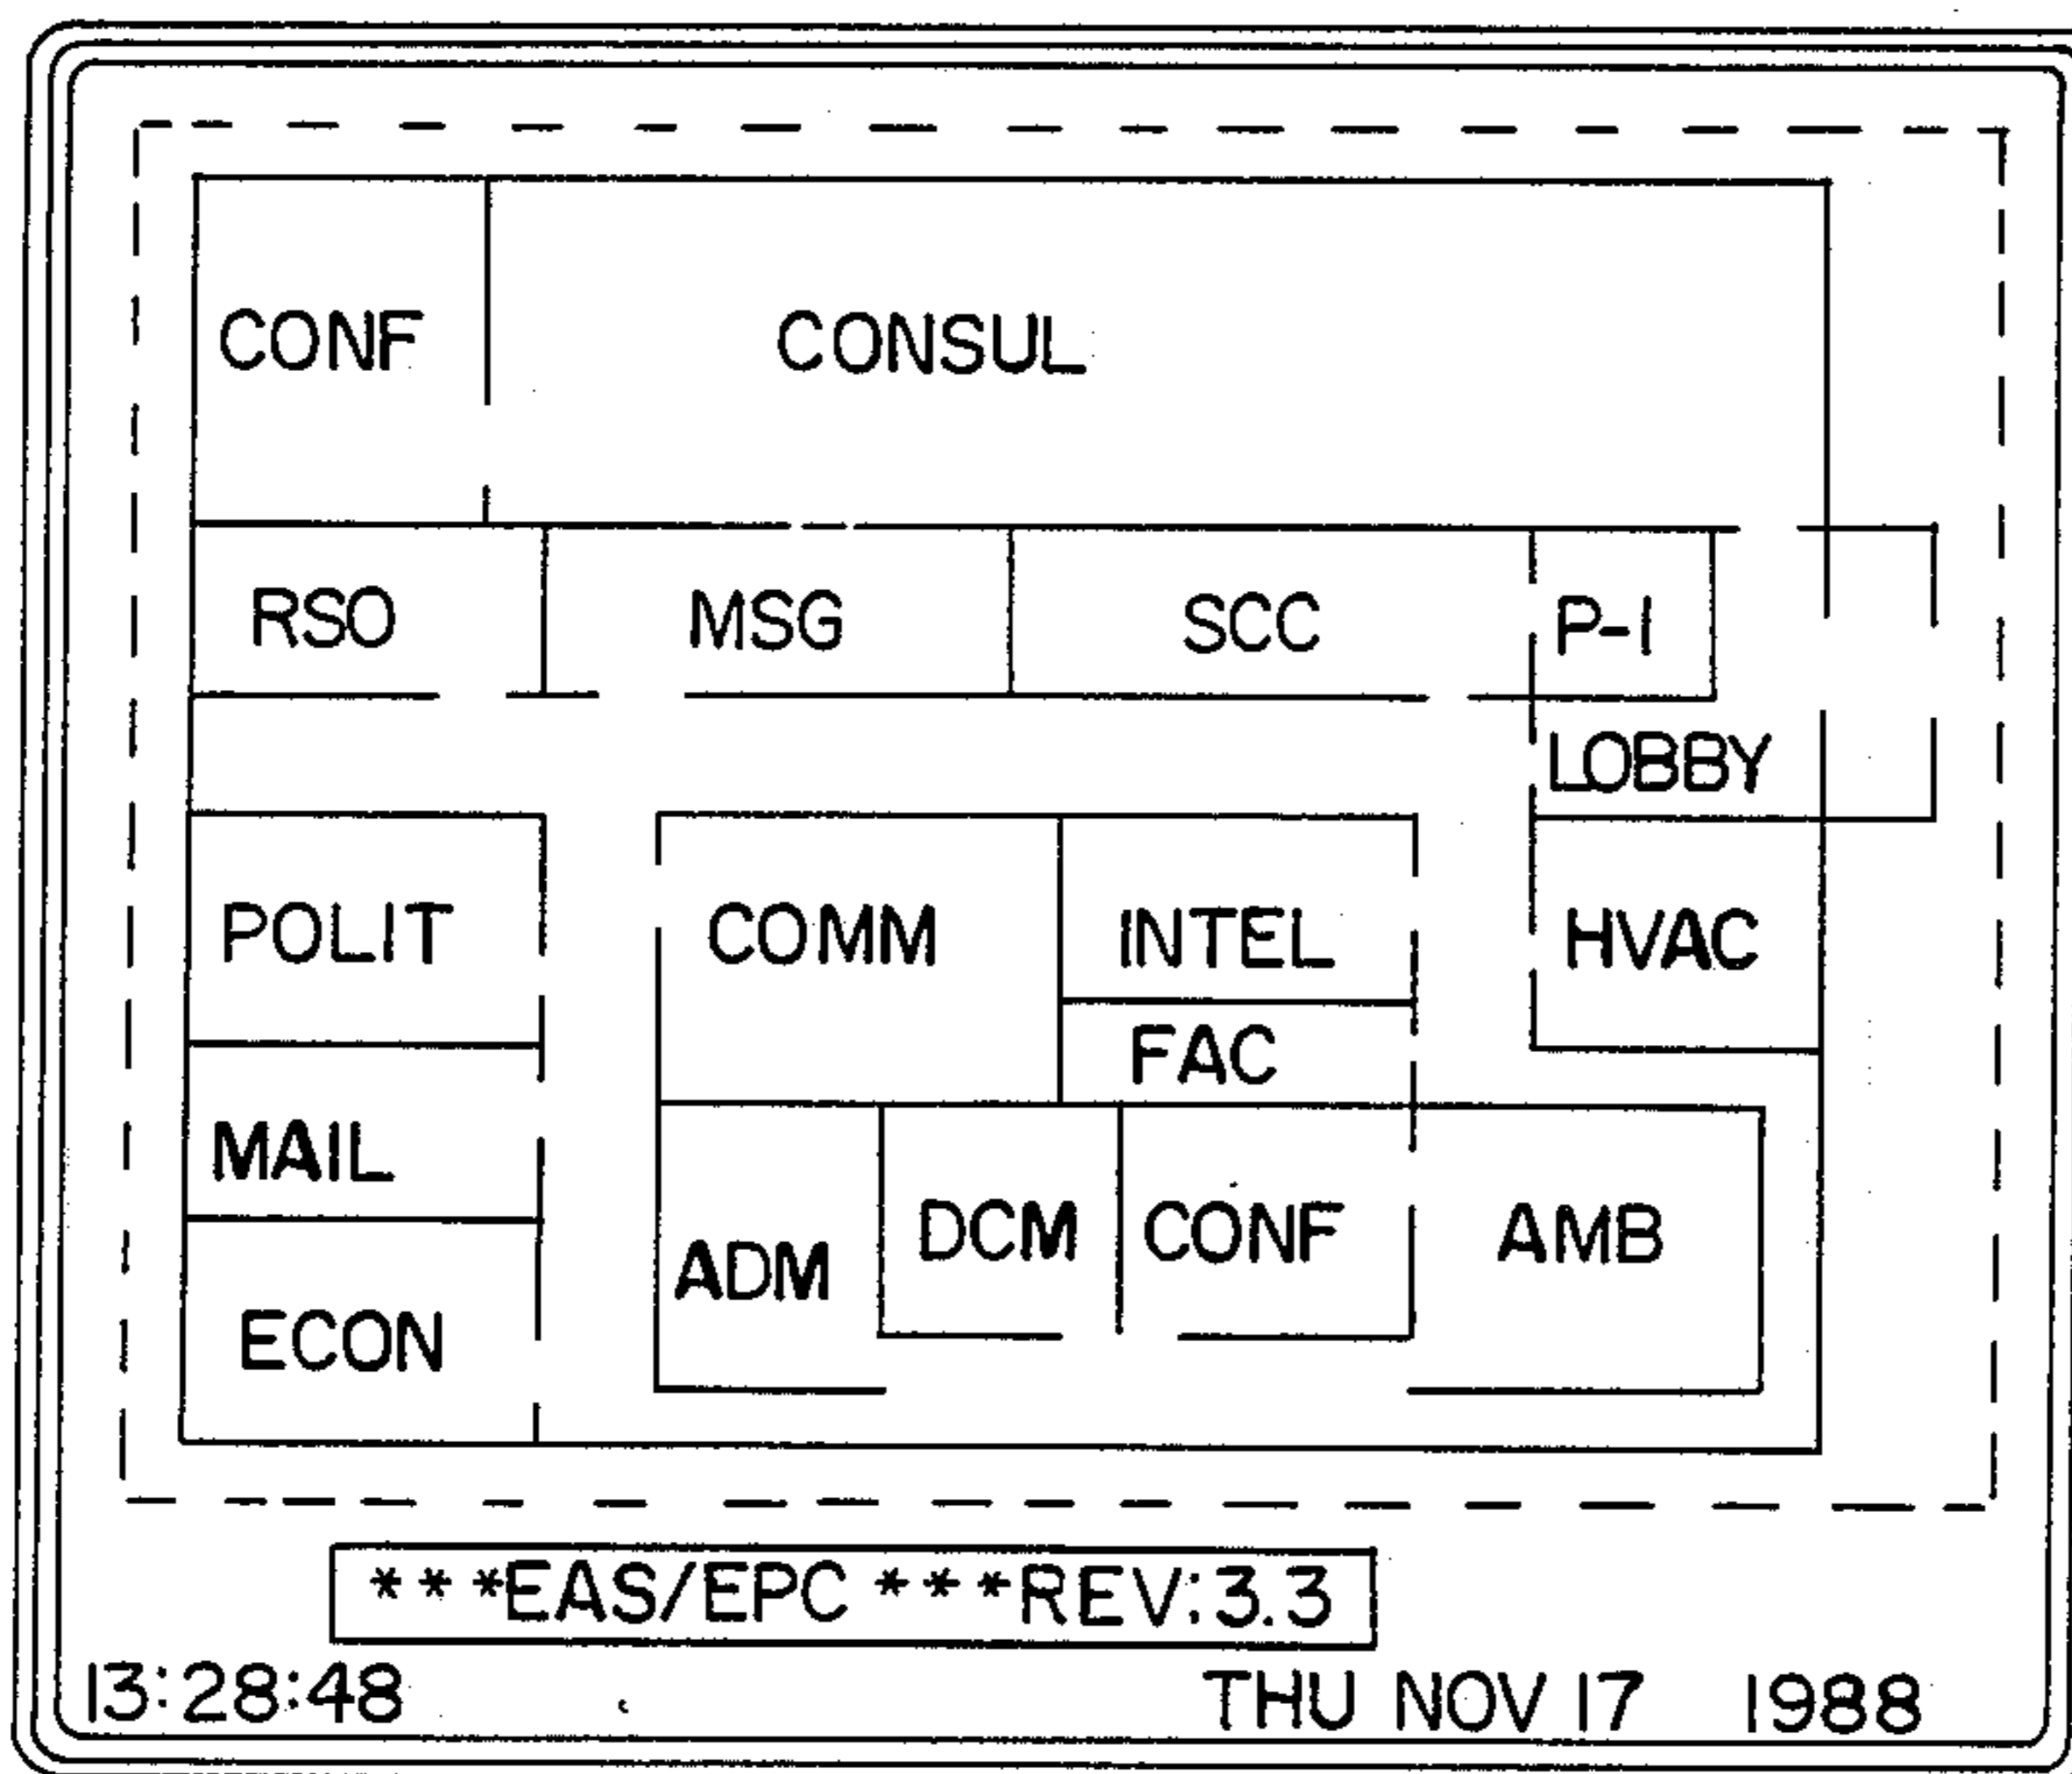 CONF CONSUL
RSO MSG SCC P-1
LOBBY
POLIT COMM INTEL HVAC
FAC
MAIL
ADM DCM CONF AMB
ECON
***EAS/EPC***REV:3.3
13:28:48 THU NOV 17 1988